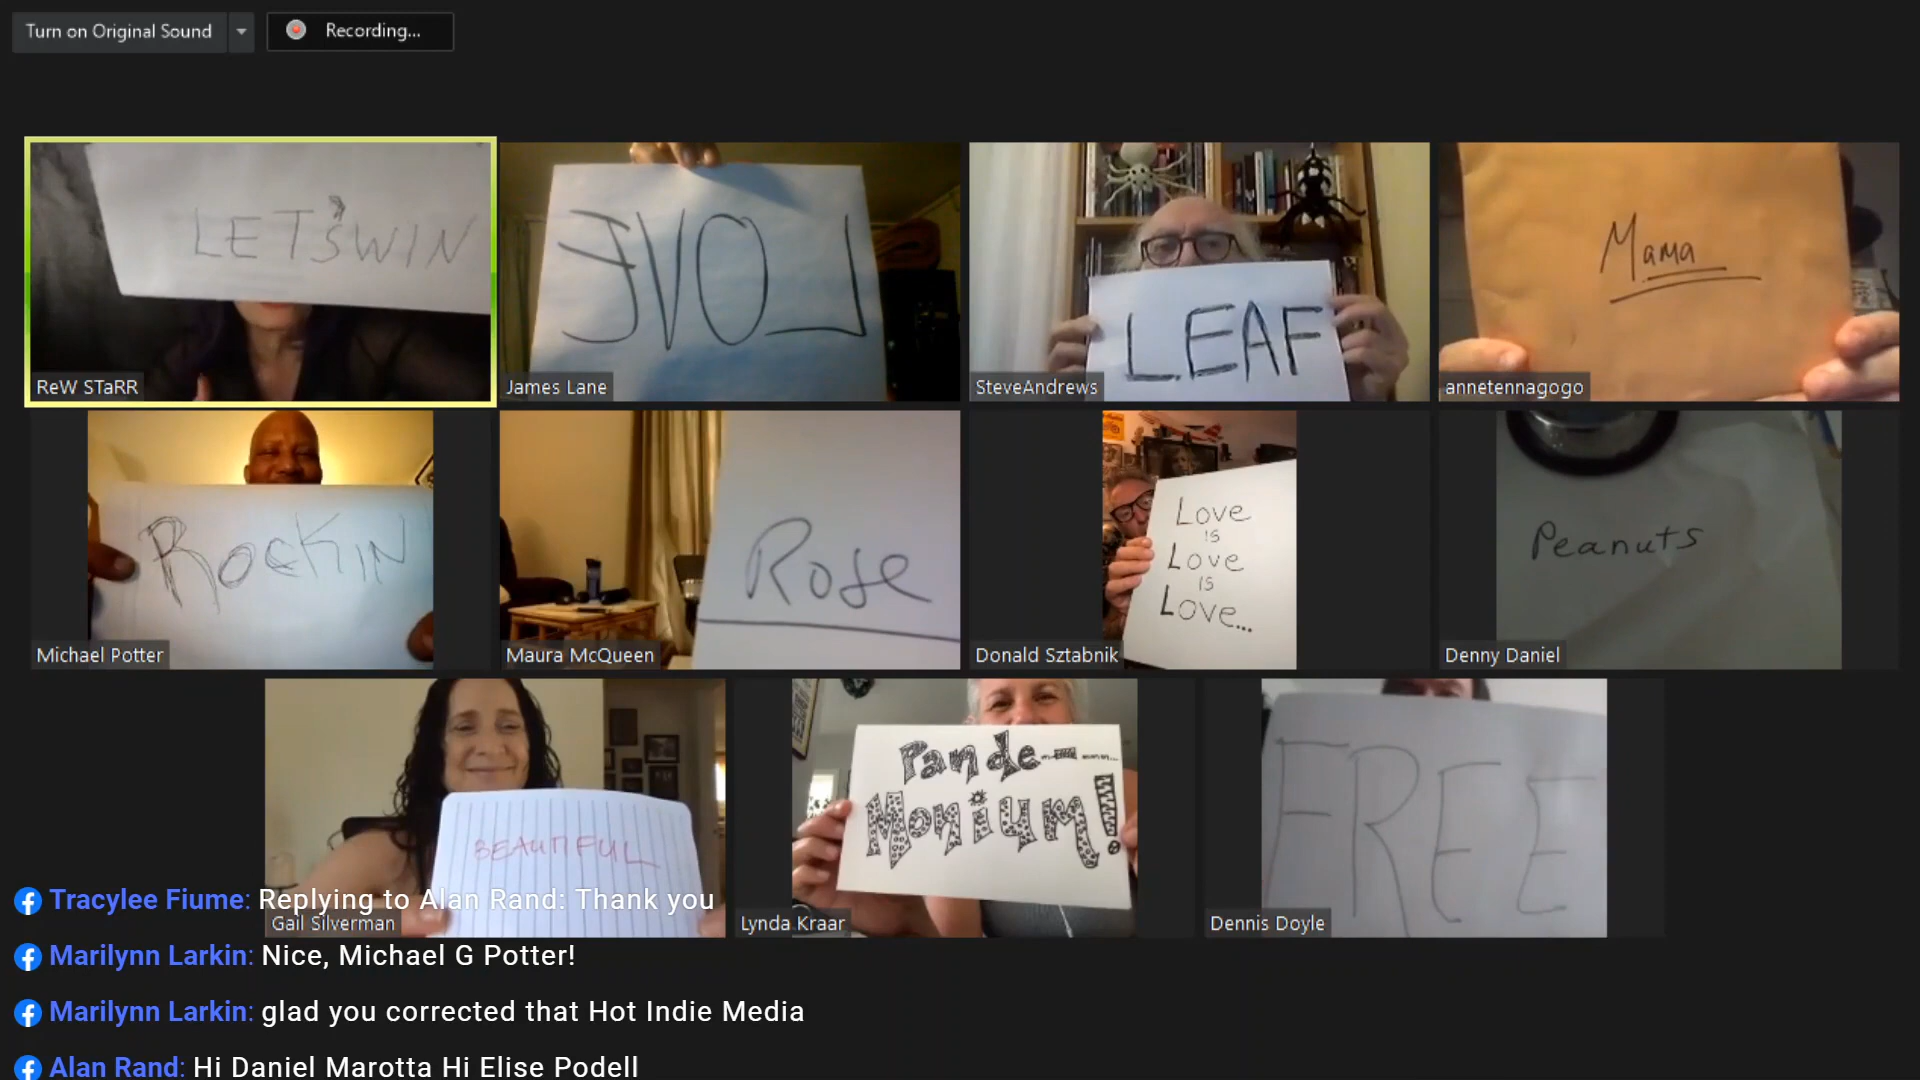 Turn on Original Sound
Recording...
LET'S WIN
ReW STaRR
LOVE
James Lane
LEAF
SteveAndrews
Mama
annetennagogo
ROCKIN
Michael Potter
Rose
Maura McQueen
Love
is
Love
is
Love...
Donald Sztabnik
Peanuts
Denny Daniel
BEAUTIFUL
Gail Silverman
Pande-
Monium!
Lynda Kraar
FREE
Dennis Doyle
Tracylee Fiume: Replying to Alan Rand: Thank you
Marilynn Larkin: Nice, Michael G Potter!
Marilynn Larkin: glad you corrected that Hot Indie Media
Alan Rand: Hi Daniel Marotta Hi Elise Podell